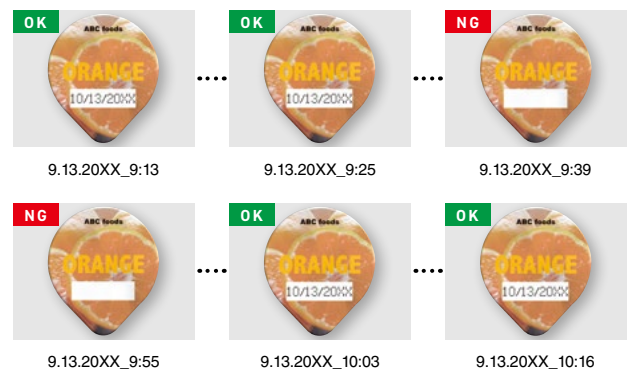 OK
ABC foods
ORANGE
10/13/20XX
9.13.20XX_9:13
OK
ABC foods
ORANGE
10/13/20XX
9.13.20XX_9:25
NG
ABC foods
ORANGE
9.13.20XX_9:39
NG
ABC foods
ORANGE
9.13.20XX_9:55
OK
ABC foods
ORANGE
10/13/20XX
9.13.20XX_10:03
OK
ABC foods
ORANGE
10/13/20XX
9.13.20XX_10:16